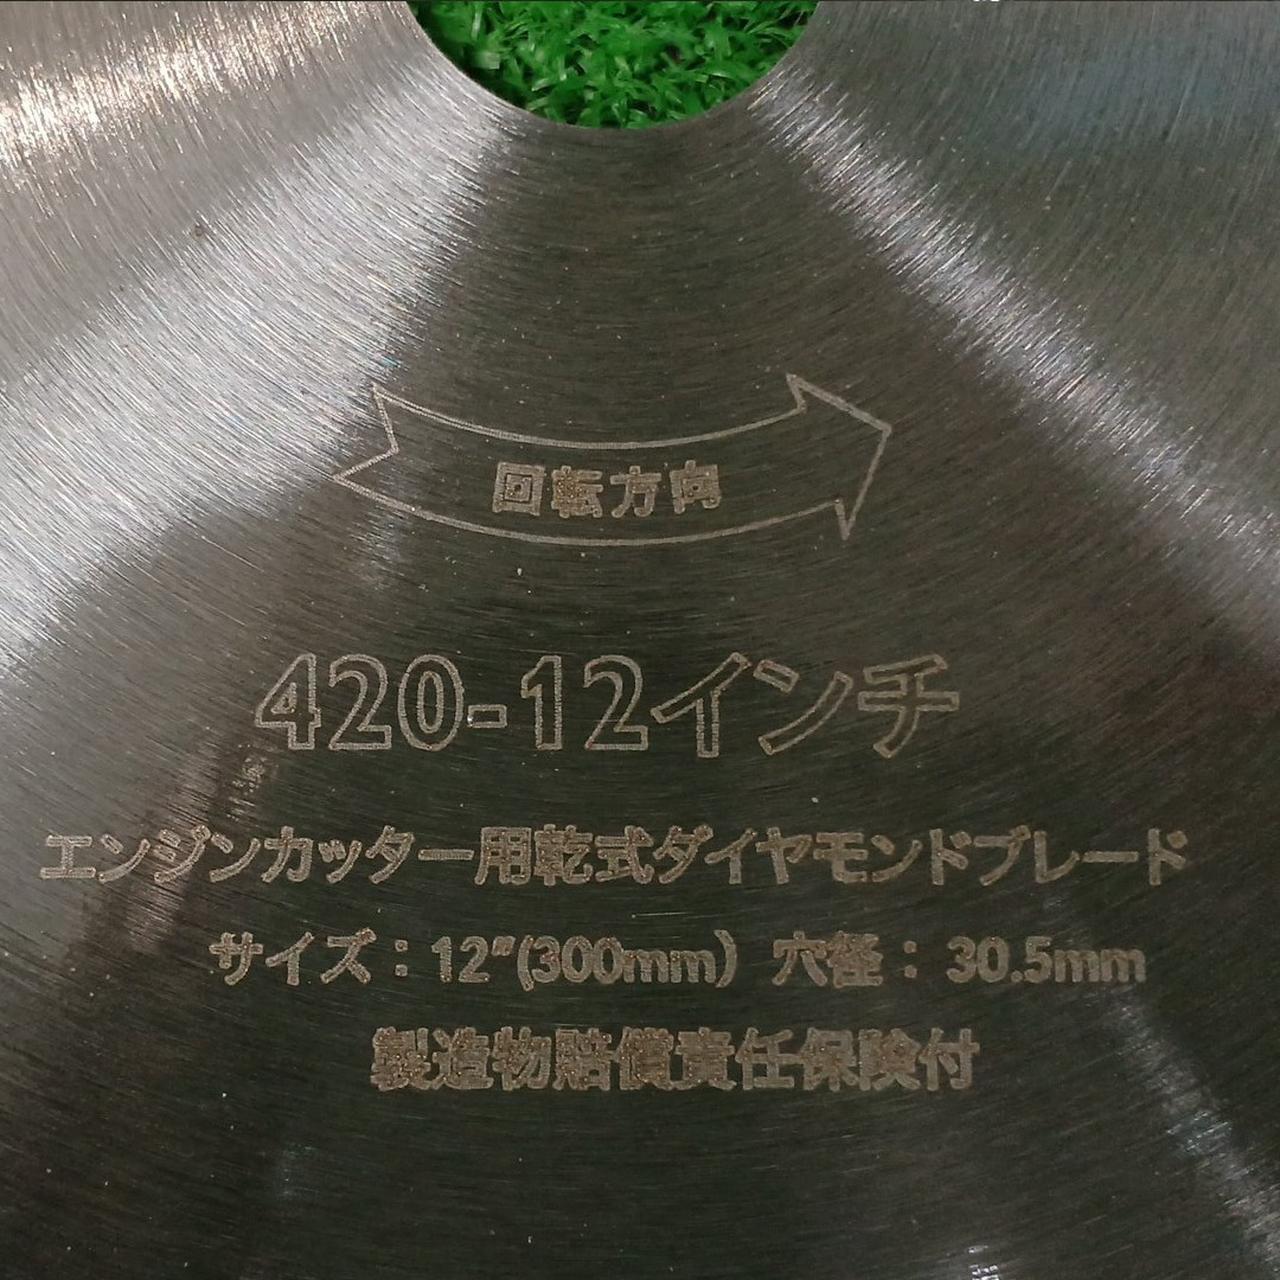 回転方向
420-12インチ
エンジンカッター用乾式ダイヤモンドブレード
サイズ：12"(300mm) 穴径：30.5mm
製造物賠償責任保険付